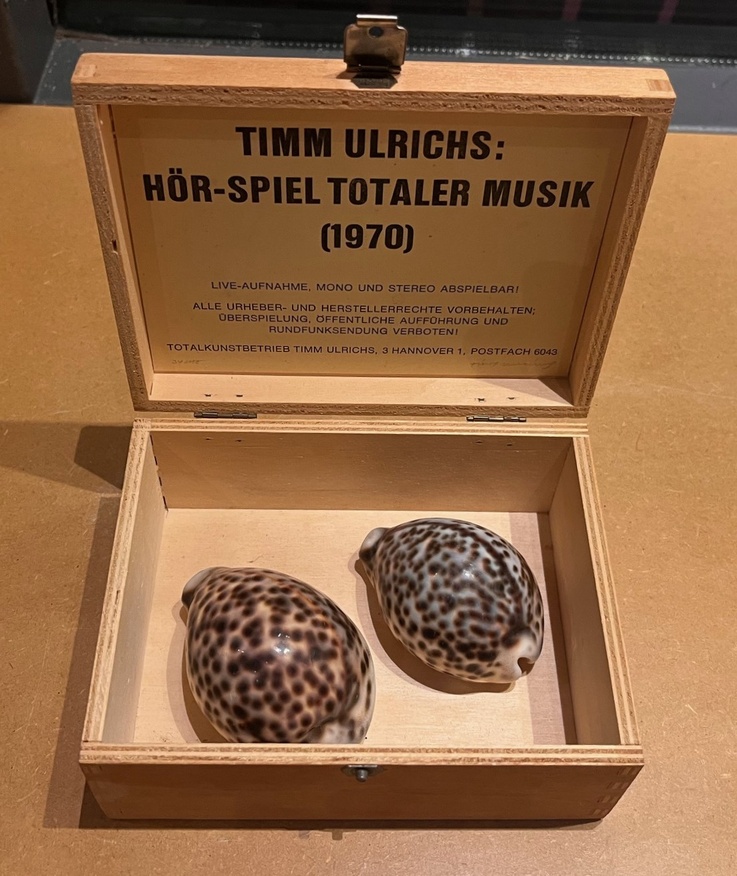 TIMM ULRICHS:
HÖR-SPIEL TOTALER MUSIK
(1970)
LIVE-AUFNAHME, MONO UND STEREO ABSPIELBAR!
ALLE URHEBER- UND HERSTELLERRECHTE VORBEHALTEN;
ÜBERSPIELUNG, ÖFFENTLICHE AUFFÜHRUNG UND
RUNDFUNKSENDUNG VERBOTEN!
TOTALKUNSTBETRIEB TIMM ULRICHS, 3 HANNOVER 1, POSTFACH 6043